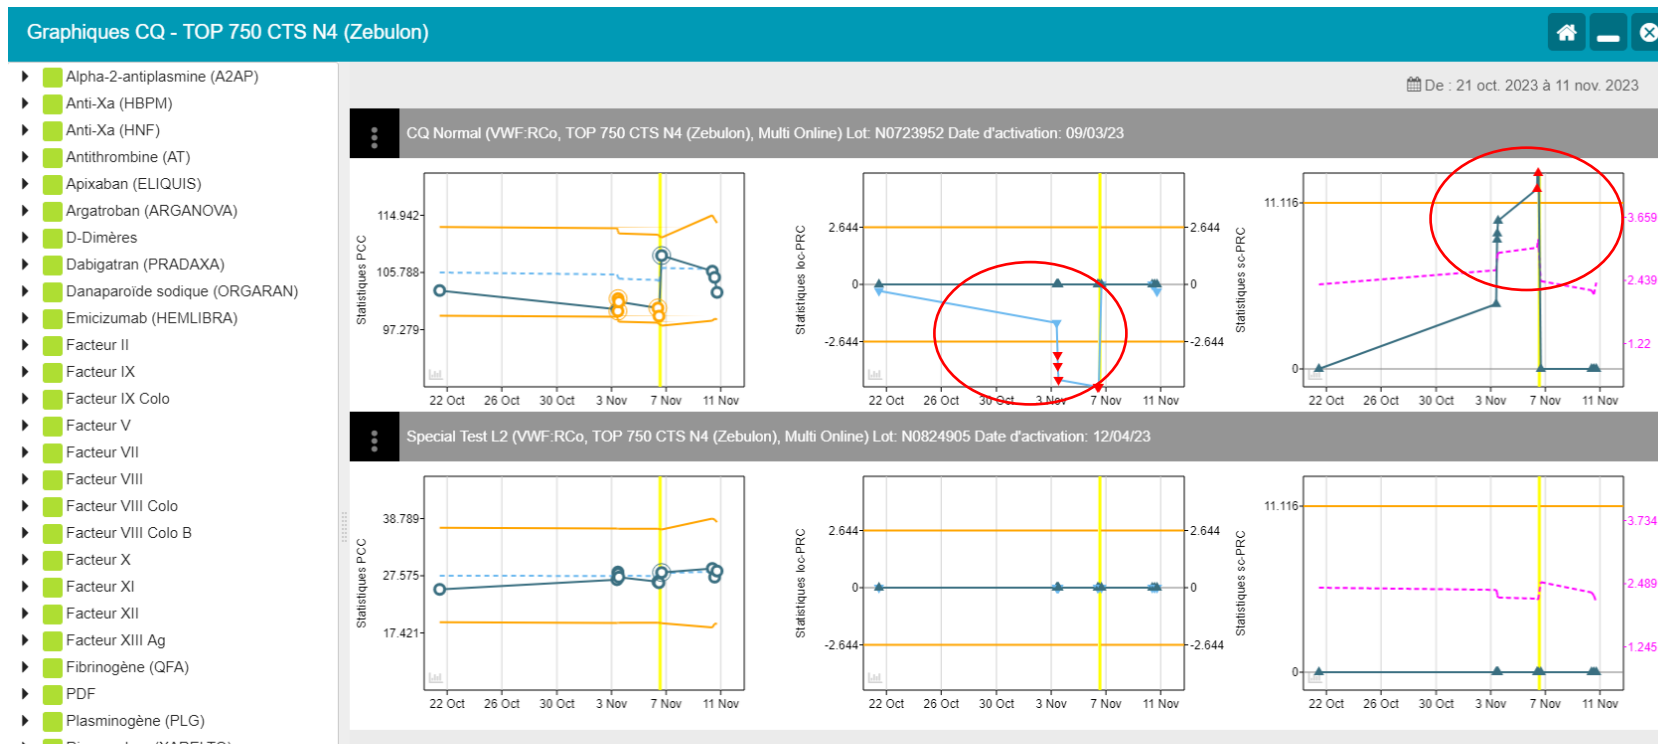 Graphiques CQ - TOP 750 CTS N4 (Zebulon)
Alpha-2-antiplasmine (A2AP)
Anti-Xa (HBPM)
Anti-Xa (HNF)
Antithrombine (AT)
Apixaban (ELIQUIS)
Argatroban (ARGANOVA)
D-Dimères
Dabigatran (PRADAXA)
Danaparoïde sodique (ORGARAN)
Emicizumab (HEMLIBRA)
Facteur II
Facteur IX
Facteur IX Colo
Facteur V
Facteur VII
Facteur VIII
Facteur VIII Colo
Facteur VIII Colo B
Facteur X
Facteur XI
Facteur XII
Facteur XIII Ag
Fibrinogène (QFA)
PDF
Plasminogène (PLG)
De : 21 oct. 2023 à 11 nov. 2023
CQ Normal (VWF:RCo, TOP 750 CTS N4 (Zebulon), Multi Online) Lot: N0723952 Date d'activation: 09/03/23
Statistiques PCC
114.942
105.788
97.279
22 Oct 26 Oct 30 Oct 3 Nov 7 Nov 11 Nov
Statistiques loc-PRC
2.644 2.644
0 0
-2.644 -2.644
22 Oct 26 Oct 30 Oct 3 Nov 7 Nov 11 Nov
Statistiques sc-PRC
11.116
0
3.659
2.439
1.22
22 Oct 26 Oct 30 Oct 3 Nov 7 Nov 11 Nov
Special Test L2 (VWF:RCo, TOP 750 CTS N4 (Zebulon), Multi Online) Lot: N0824905 Date d'activation: 12/04/23
Statistiques PCC
38.789
27.575
17.421
22 Oct 26 Oct 30 Oct 3 Nov 7 Nov 11 Nov
Statistiques loc-PRC
2.644 2.644
0 0
-2.644 -2.644
22 Oct 26 Oct 30 Oct 3 Nov 7 Nov 11 Nov
Statistiques sc-PRC
11.116
0
3.734
2.489
1.245
22 Oct 26 Oct 30 Oct 3 Nov 7 Nov 11 Nov